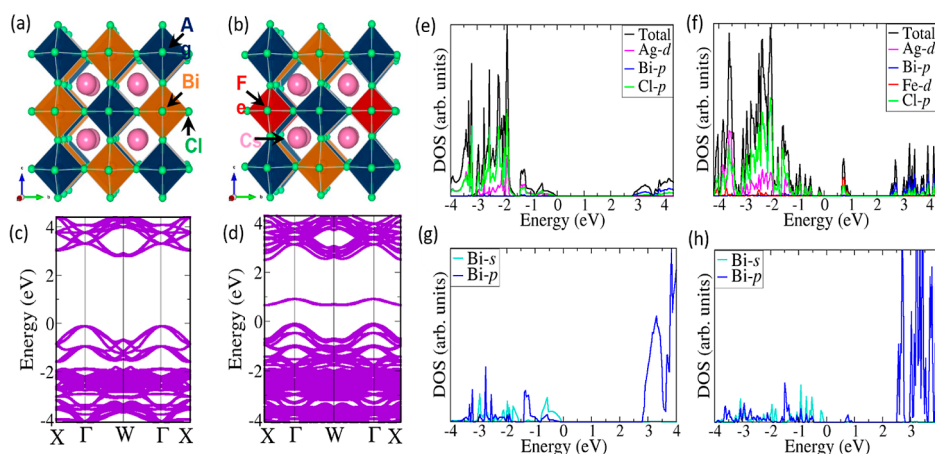 (a)
A
g
Bi
Cl
c
b
(b)
F
e
Cs
c
b
(c)
Energy (eV)
4
2
0
-2
-4
X Γ W Γ X
(d)
Energy (eV)
4
2
0
-2
-4
X Γ W Γ X
(e)
DOS (arb. units)
Total
Ag-d
Bi-p
Cl-p
-4 -3 -2 -1 0 1 2 3 4
Energy (eV)
(f)
DOS (arb. units)
Total
Ag-d
Bi-p
Fe-d
Cl-p
-4 -3 -2 -1 0 1 2 3 4
Energy (eV)
(g)
DOS (arb. units)
Bi-s
Bi-p
-4 -3 -2 -1 0 1 2 3 4
Energy (eV)
(h)
DOS (arb. units)
Bi-s
Bi-p
-4 -3 -2 -1 0 1 2 3 4
Energy (eV)